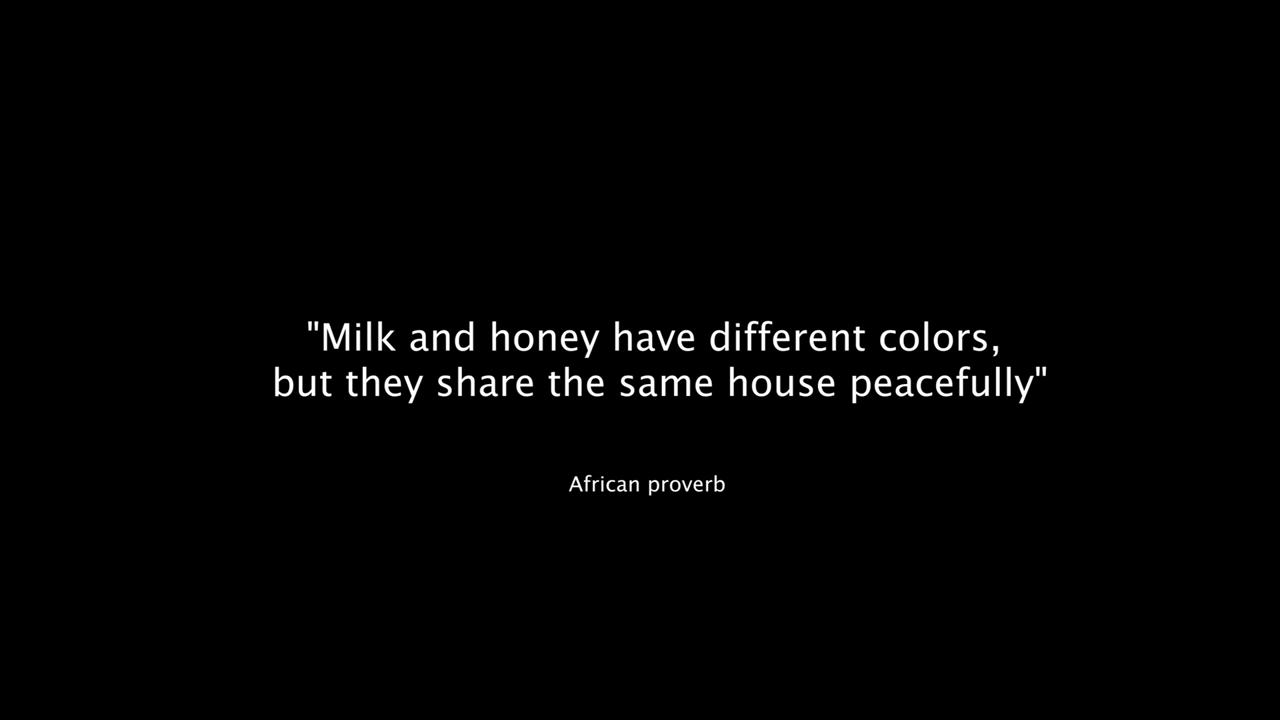 "Milk and honey have different colors,
but they share the same house peacefully"
African proverb